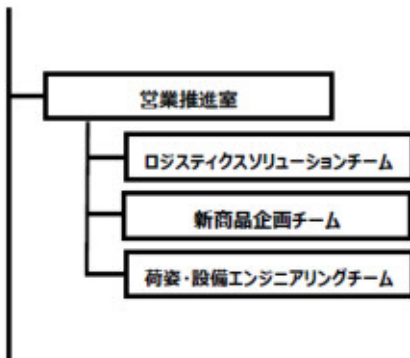 営業推進室
ロジスティクスソリューションチーム
新商品企画チーム
荷姿・設備エンジニアリングチーム